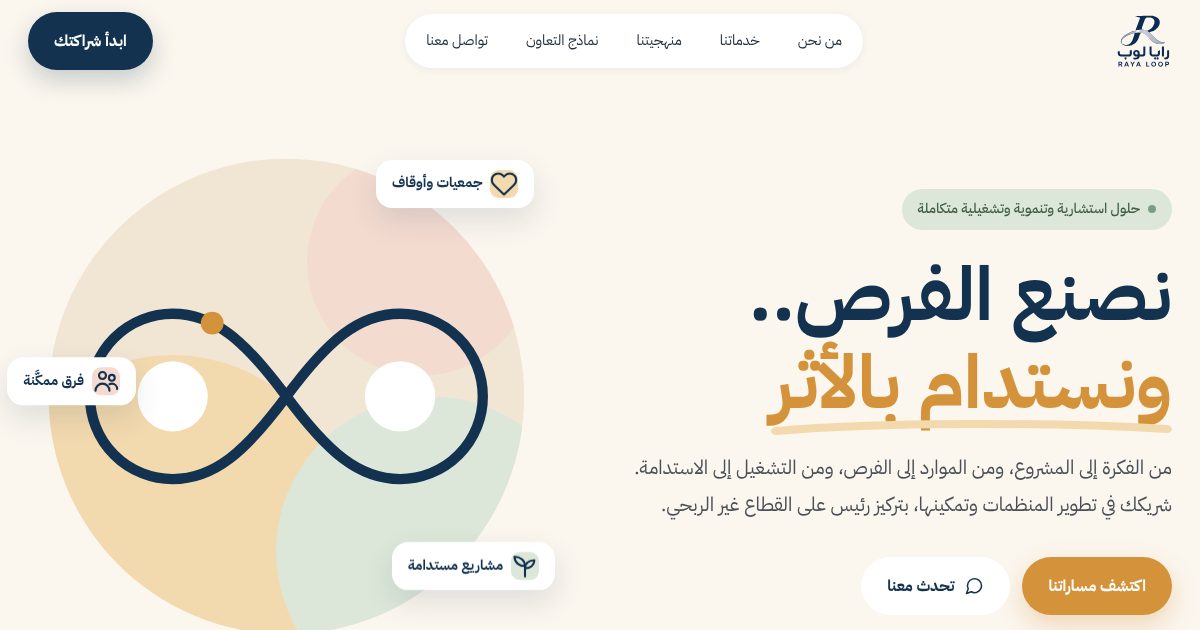 رايا لوب
RAYA LOOP
من نحن
خدماتنا
منهجيتنا
نماذج التعاون
تواصل معنا
ابدأ شراكتك
حلول استشارية وتنموية وتشغيلية متكاملة
نصنع الفرص..
ونستدام بالأثر
من الفكرة إلى المشروع، ومن الموارد إلى الفرص، ومن التشغيل إلى الاستدامة.
شريكك في تطوير المنظمات وتمكينها، بتركيز رئيس على القطاع غير الربحي.
اكتشف مساراتنا
تحدث معنا
جمعيات وأوقاف
فرق ممكَّنة
مشاريع مستدامة